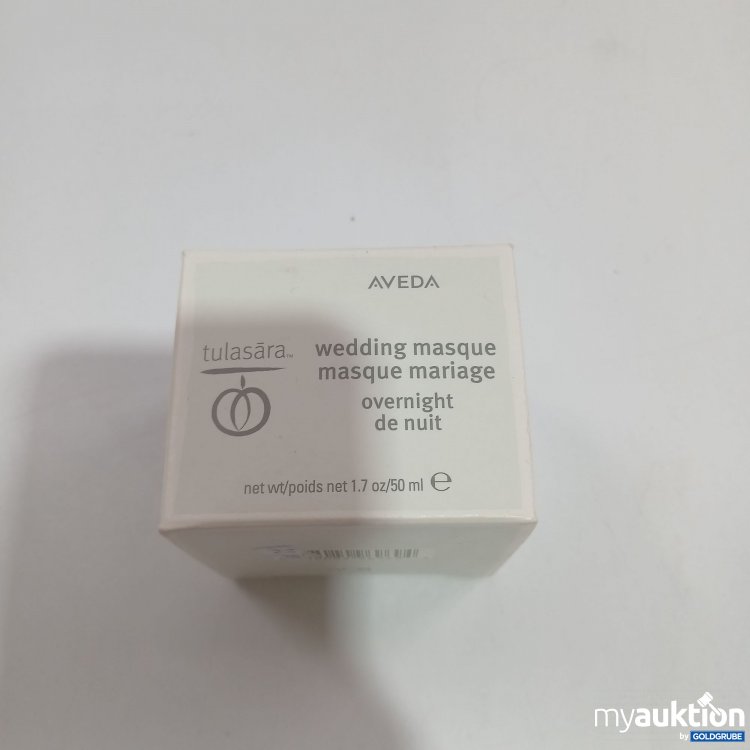 AVEDA
tulasāra™
wedding masque
masque mariage
overnight
de nuit
net wt/poids net 1.7 oz/50 ml ℮
myauktion
by GOLDGRUBE